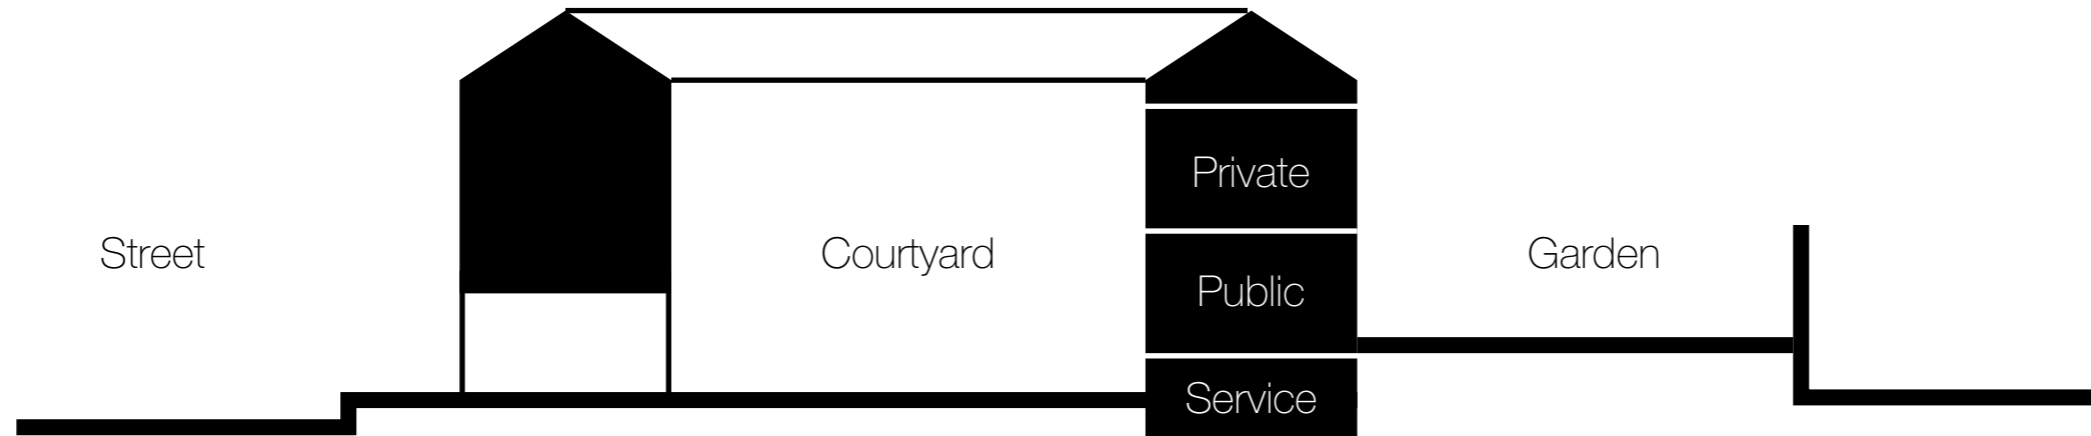 Street
Courtyard
Private
Public
Service
Garden